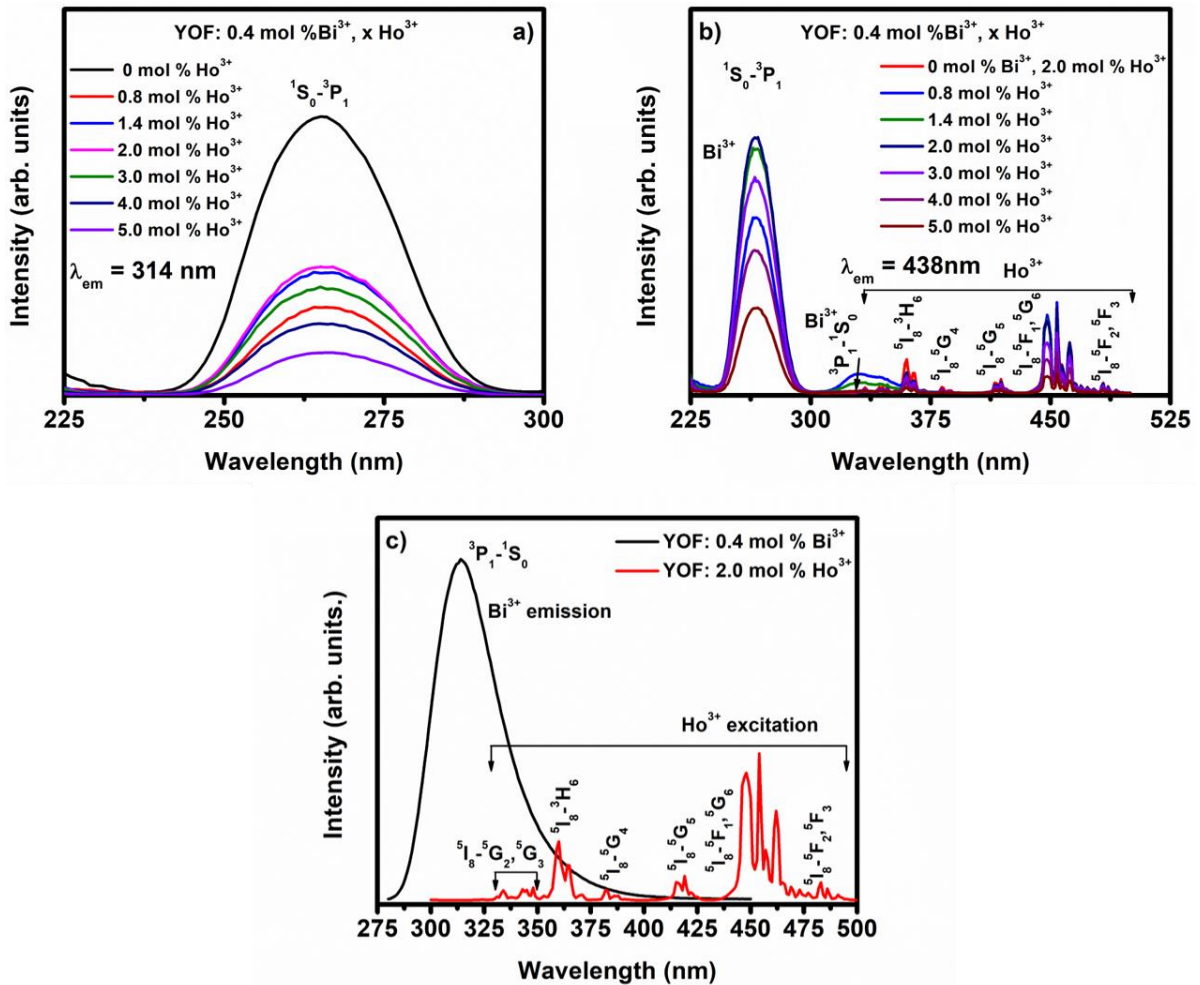 YOF: 0.4 mol %Bi³⁺, x Ho³⁺
a)
0 mol % Ho³⁺
0.8 mol % Ho³⁺
1.4 mol % Ho³⁺
2.0 mol % Ho³⁺
3.0 mol % Ho³⁺
4.0 mol % Ho³⁺
5.0 mol % Ho³⁺
¹S₀-³P₁
λem = 314 nm
Intensity (arb. units)
225 250 275 300
Wavelength (nm)
b)
YOF: 0.4 mol %Bi³⁺, x Ho³⁺
¹S₀-³P₁
0 mol % Bi³⁺, 2.0 mol % Ho³⁺
0.8 mol % Ho³⁺
1.4 mol % Ho³⁺
2.0 mol % Ho³⁺
3.0 mol % Ho³⁺
4.0 mol % Ho³⁺
5.0 mol % Ho³⁺
Bi³⁺
λem = 438nm
Ho³⁺
Bi³⁺
³P₁-¹S₀
⁵I₈-³H₆
⁵I₈-⁵G₄
⁵I₈-⁵G₅
⁵I₈-⁵F₁,⁵G₆
⁵I₈-⁵F₂,⁵F₃
Intensity (arb. units)
225 300 375 450 525
Wavelength (nm)
c)
³P₁-¹S₀
YOF: 0.4 mol % Bi³⁺
YOF: 2.0 mol % Ho³⁺
Bi³⁺ emission
Ho³⁺ excitation
⁵I₈-⁵G₂,⁵G₃
⁵I₈-³H₆
⁵I₈-⁵G₄
⁵I₈-⁵G₅
⁵I₈-⁵F₁,⁵G₆
⁵I₈-⁵F₂,⁵F₃
Intensity (arb. units.)
275 300 325 350 375 400 425 450 475 500
Wavelength (nm)